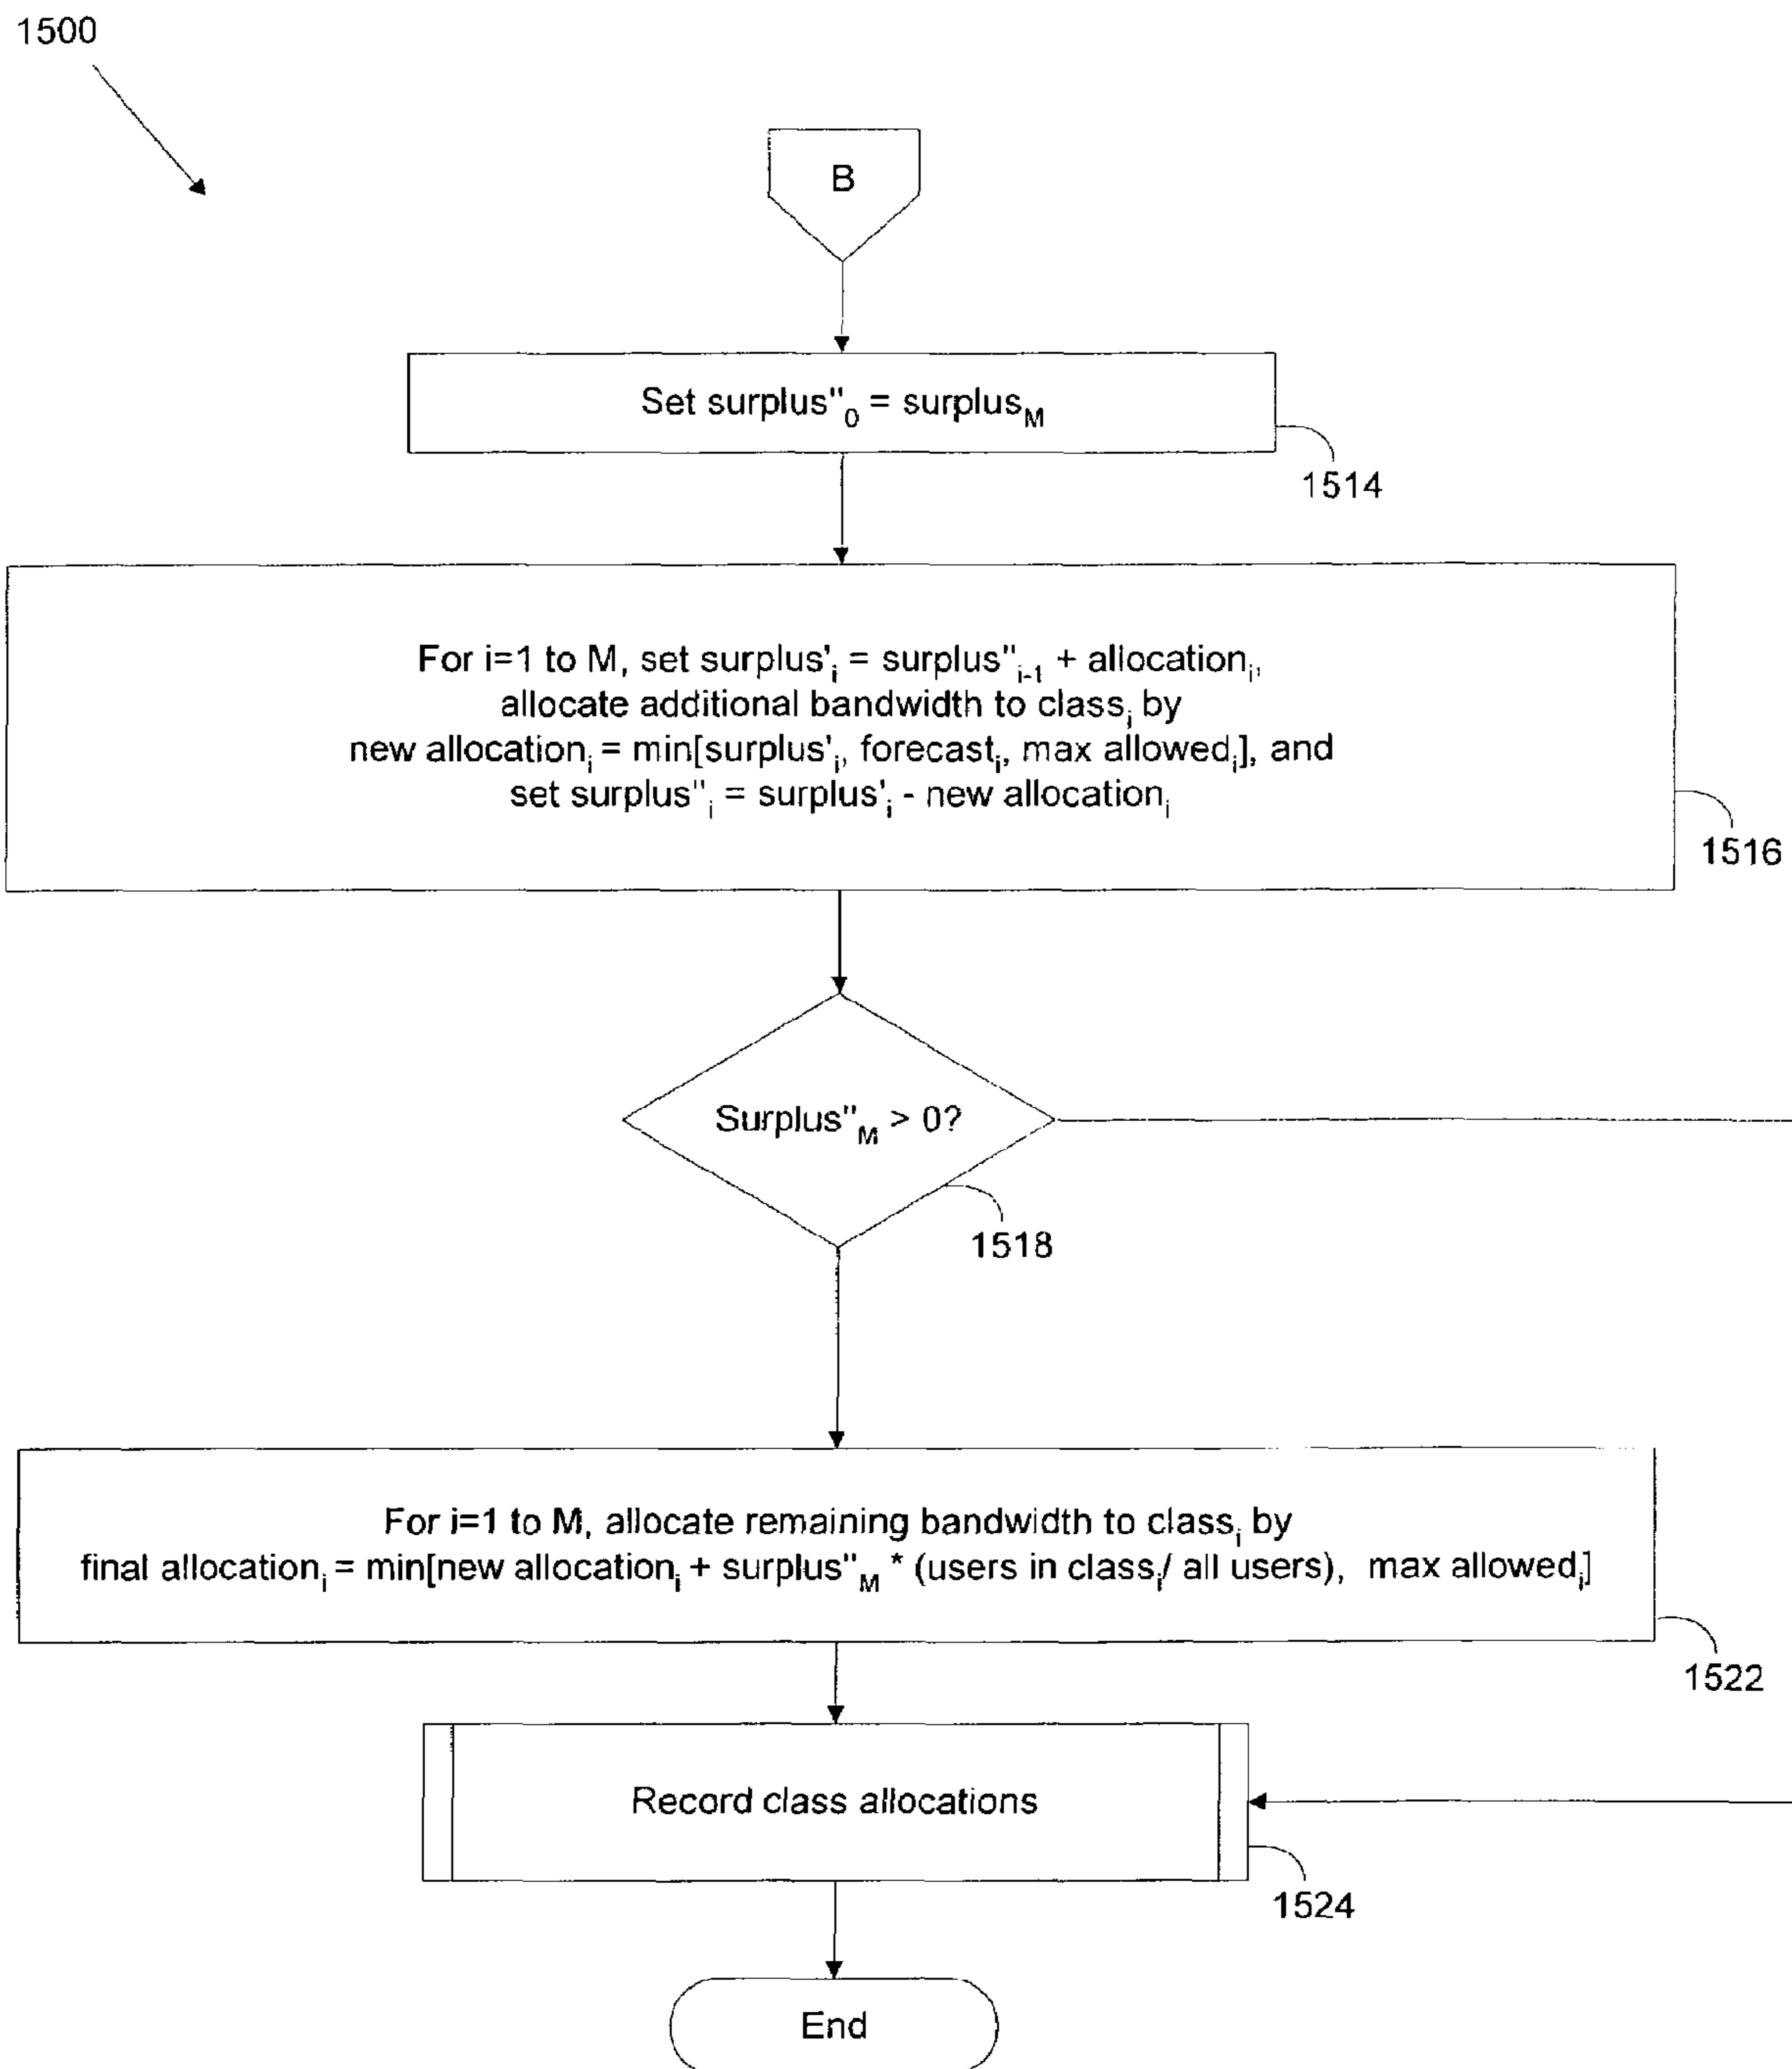 1500
B
Set surplus"₀ = surplus_M
1514
For i=1 to M, set surplus'ᵢ = surplus"ᵢ₋₁ + allocationᵢ,
allocate additional bandwidth to classᵢ by
new allocationᵢ = min[surplus'ᵢ, forecastᵢ, max allowedᵢ], and
set surplus"ᵢ = surplus'ᵢ - new allocationᵢ
1516
Surplus"_M > 0?
1518
For i=1 to M, allocate remaining bandwidth to classᵢ by
final allocationᵢ = min[new allocationᵢ + surplus"_M * (users in classᵢ/ all users), max allowedᵢ]
1522
Record class allocations
1524
End